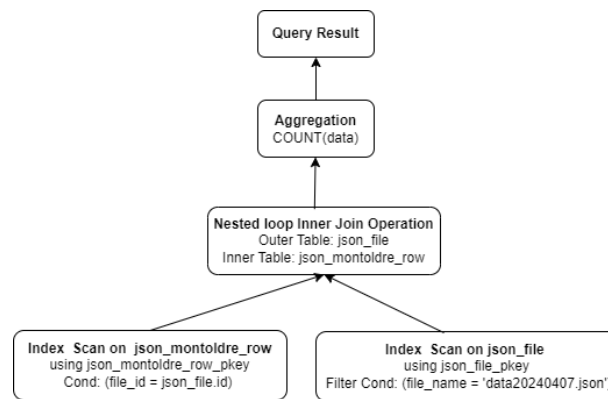 Query Result
Aggregation
COUNT(data)
Nested loop Inner Join Operation
Outer Table: json_file
Inner Table: json_montoldre_row
Index Scan on json_montoldre_row
using json_montoldre_row_pkey
Cond: (file_id = json_file.id)
Index Scan on json_file
using json_file_pkey
Filter Cond: (file_name = 'data20240407.json')